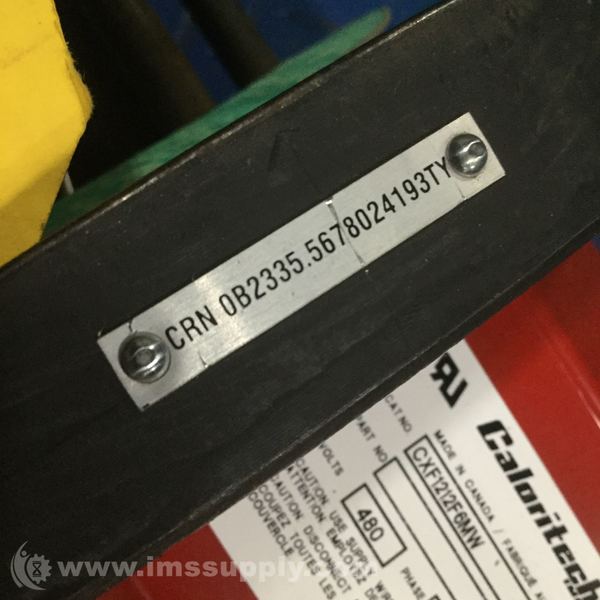 CRN 0B2335.5678024193TY
Caloritech
MADE IN CANADA / FABRIQUÉ
CAT.NO.
CXF1212F6MW
PART NO
VOLTS
480
PHASE
CAUTION: USE SUPPLY
ATTENTION: EMPLOYEZ
CAUTION: DISCONNECT
COUPEZ TOUTES LES
COUVERCLE.
www.imssupply.com